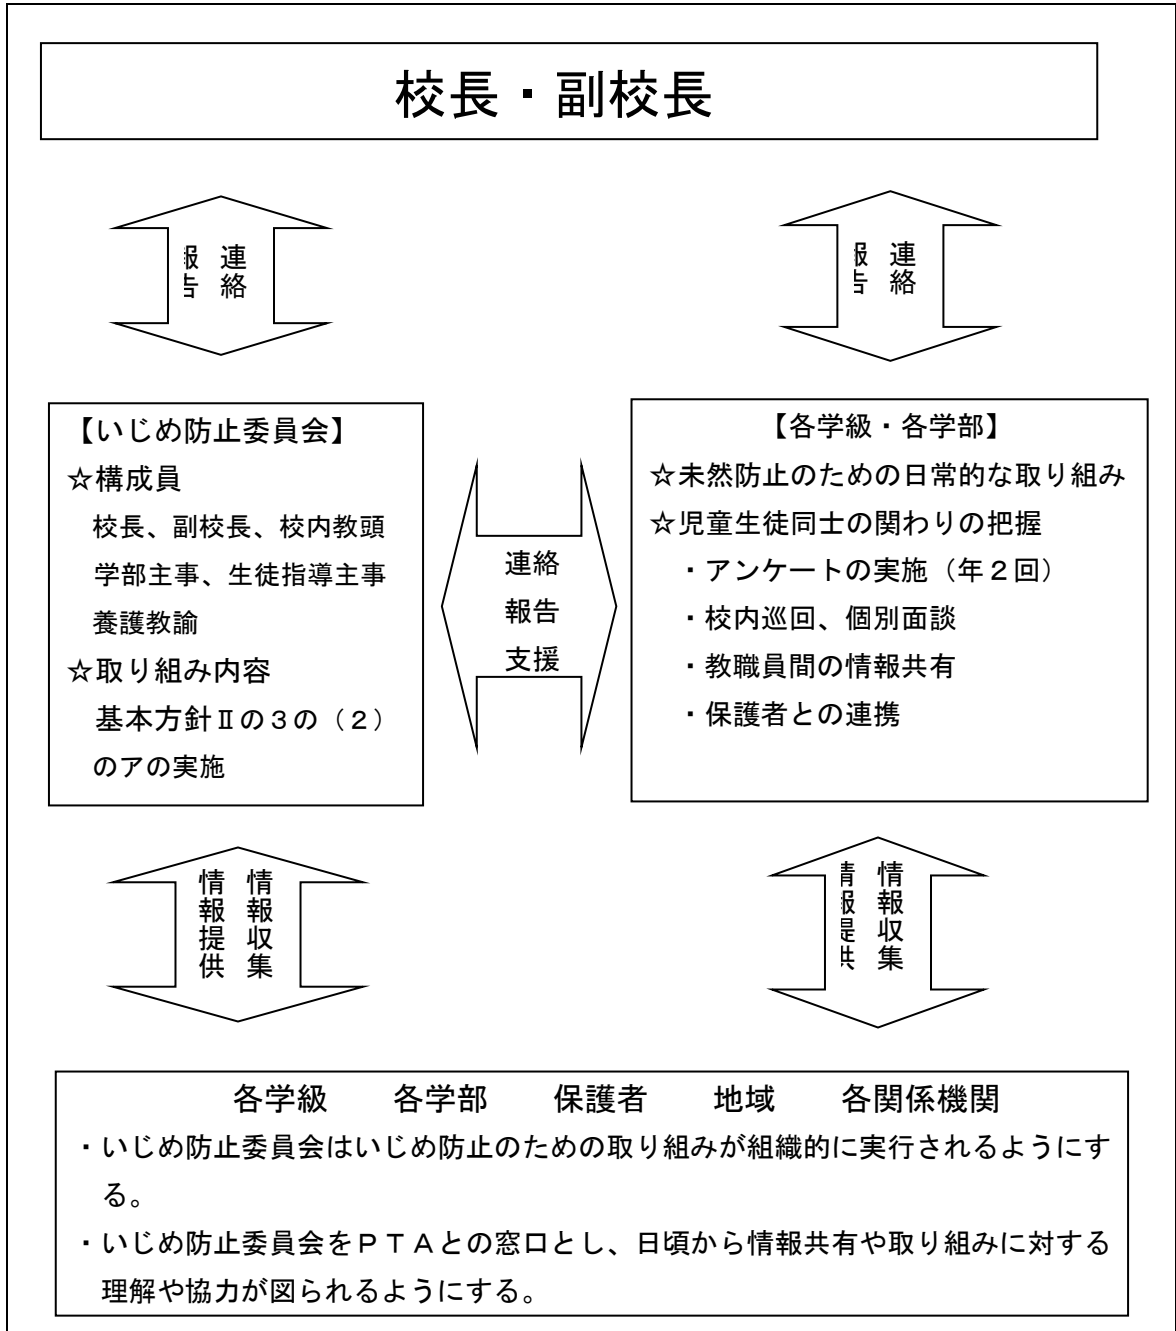 校長・副校長
連絡
報告
連絡
報告
【いじめ防止委員会】
☆構成員
校長、副校長、校内教頭
学部主事、生徒指導主事
養護教諭
☆取り組み内容
基本方針Ⅱの3の（2）
のアの実施
連絡
報告
支援
【各学級・各学部】
☆未然防止のための日常的な取り組み
☆児童生徒同士の関わりの把握
・アンケートの実施（年２回）
・校内巡回、個別面談
・教職員間の情報共有
・保護者との連携
情報収集
情報提供
情報収集
情報提供
各学級　各学部　保護者　地域　各関係機関
・いじめ防止委員会はいじめ防止のための取り組みが組織的に実行されるようにす
る。
・いじめ防止委員会をＰＴＡとの窓口とし、日頃から情報共有や取り組みに対する
理解や協力が図られるようにする。